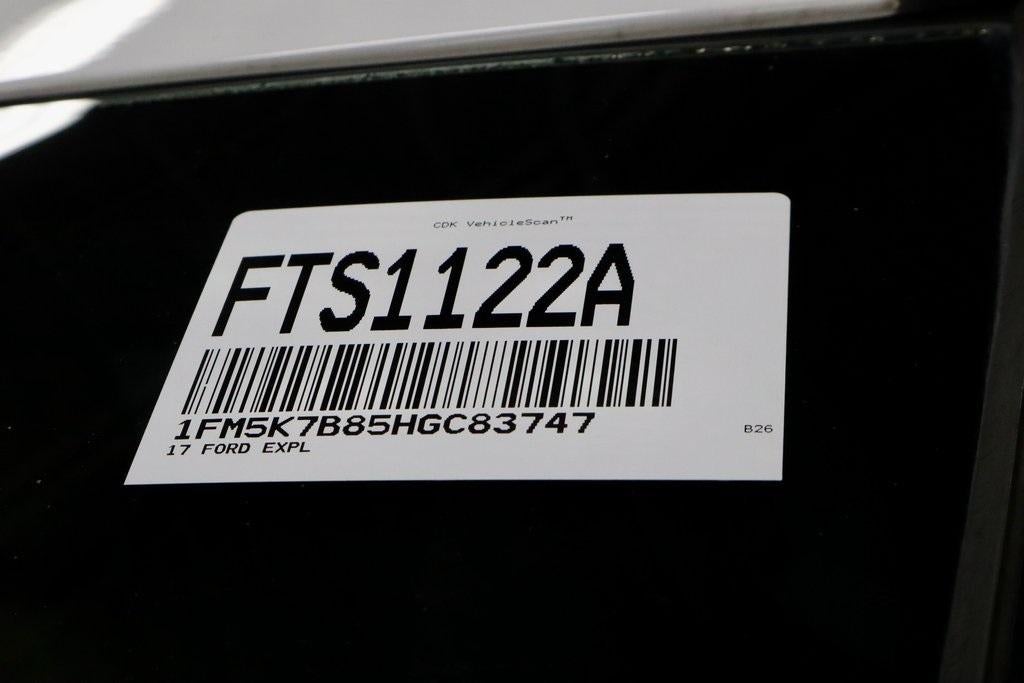 CDK VehicleScan™
FTS1122A
1FM5K7B85HGC83747
17 FORD EXPL
B26